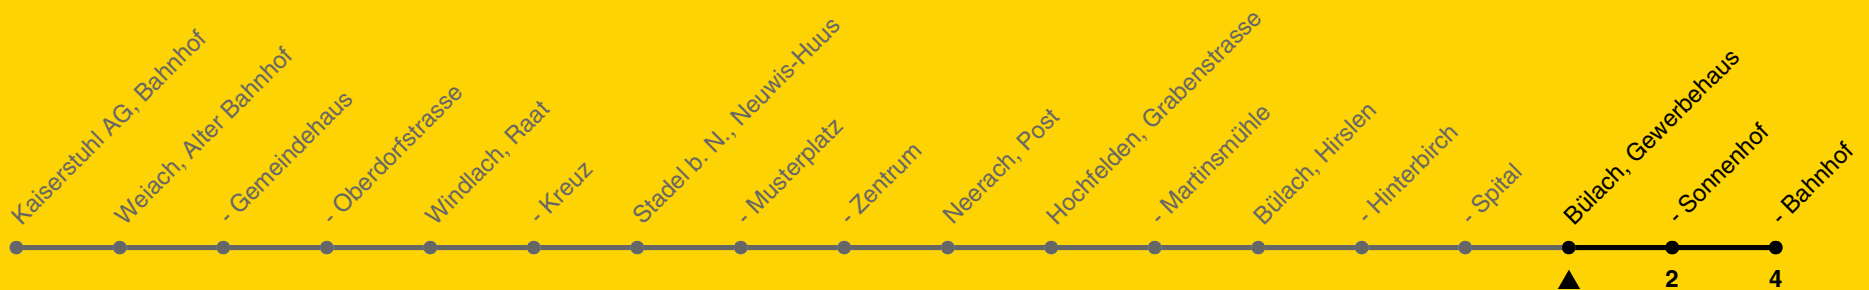 Kaiserstuhl AG, Bahnhof
Weiach, Alter Bahnhof
- Gemeindehaus
- Oberdorfstrasse
Windlach, Raat
- Kreuz
Stadel b. N., Neuwis-Huus
- Musterplatz
- Zentrum
Neerach, Post
Hochfelden, Grabenstrasse
- Martinsmühle
Bülach, Hirslen
- Hinterbirch
- Spital
Bülach, Gewerbehaus
- Sonnenhof
- Bahnhof
2
4